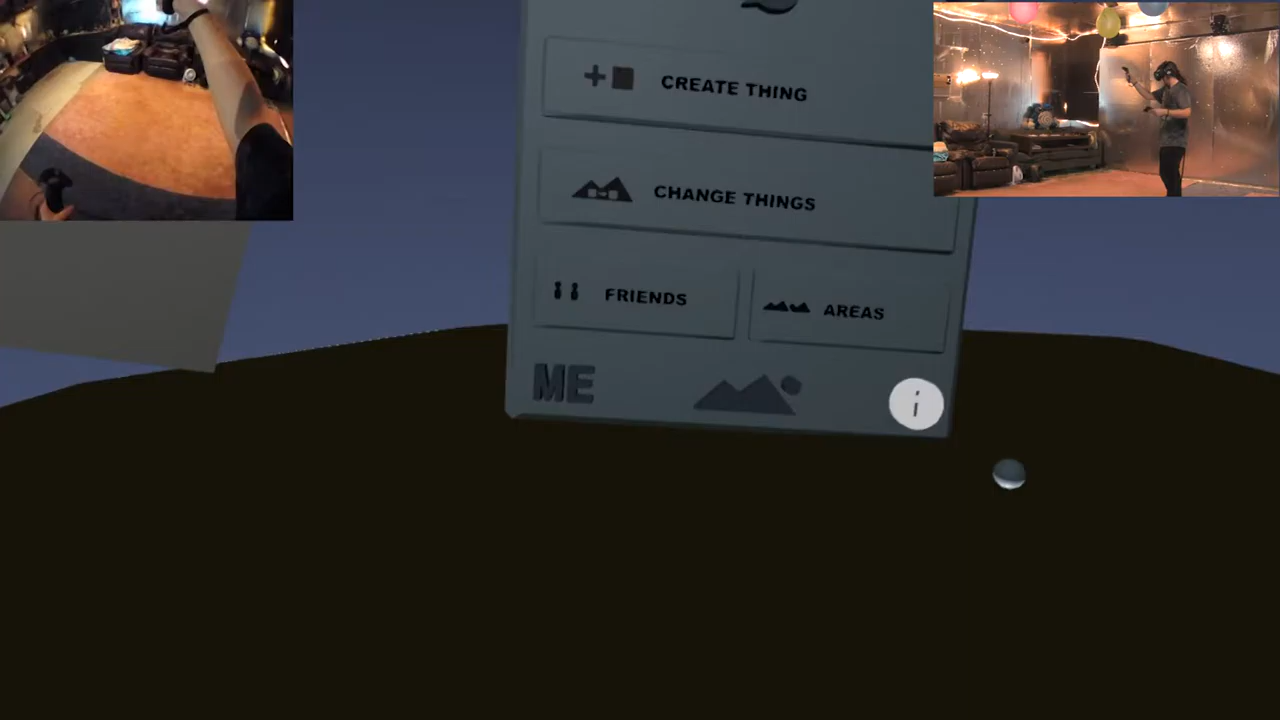 CREATE THING
CHANGE THINGS
FRIENDS
AREAS
ME
i